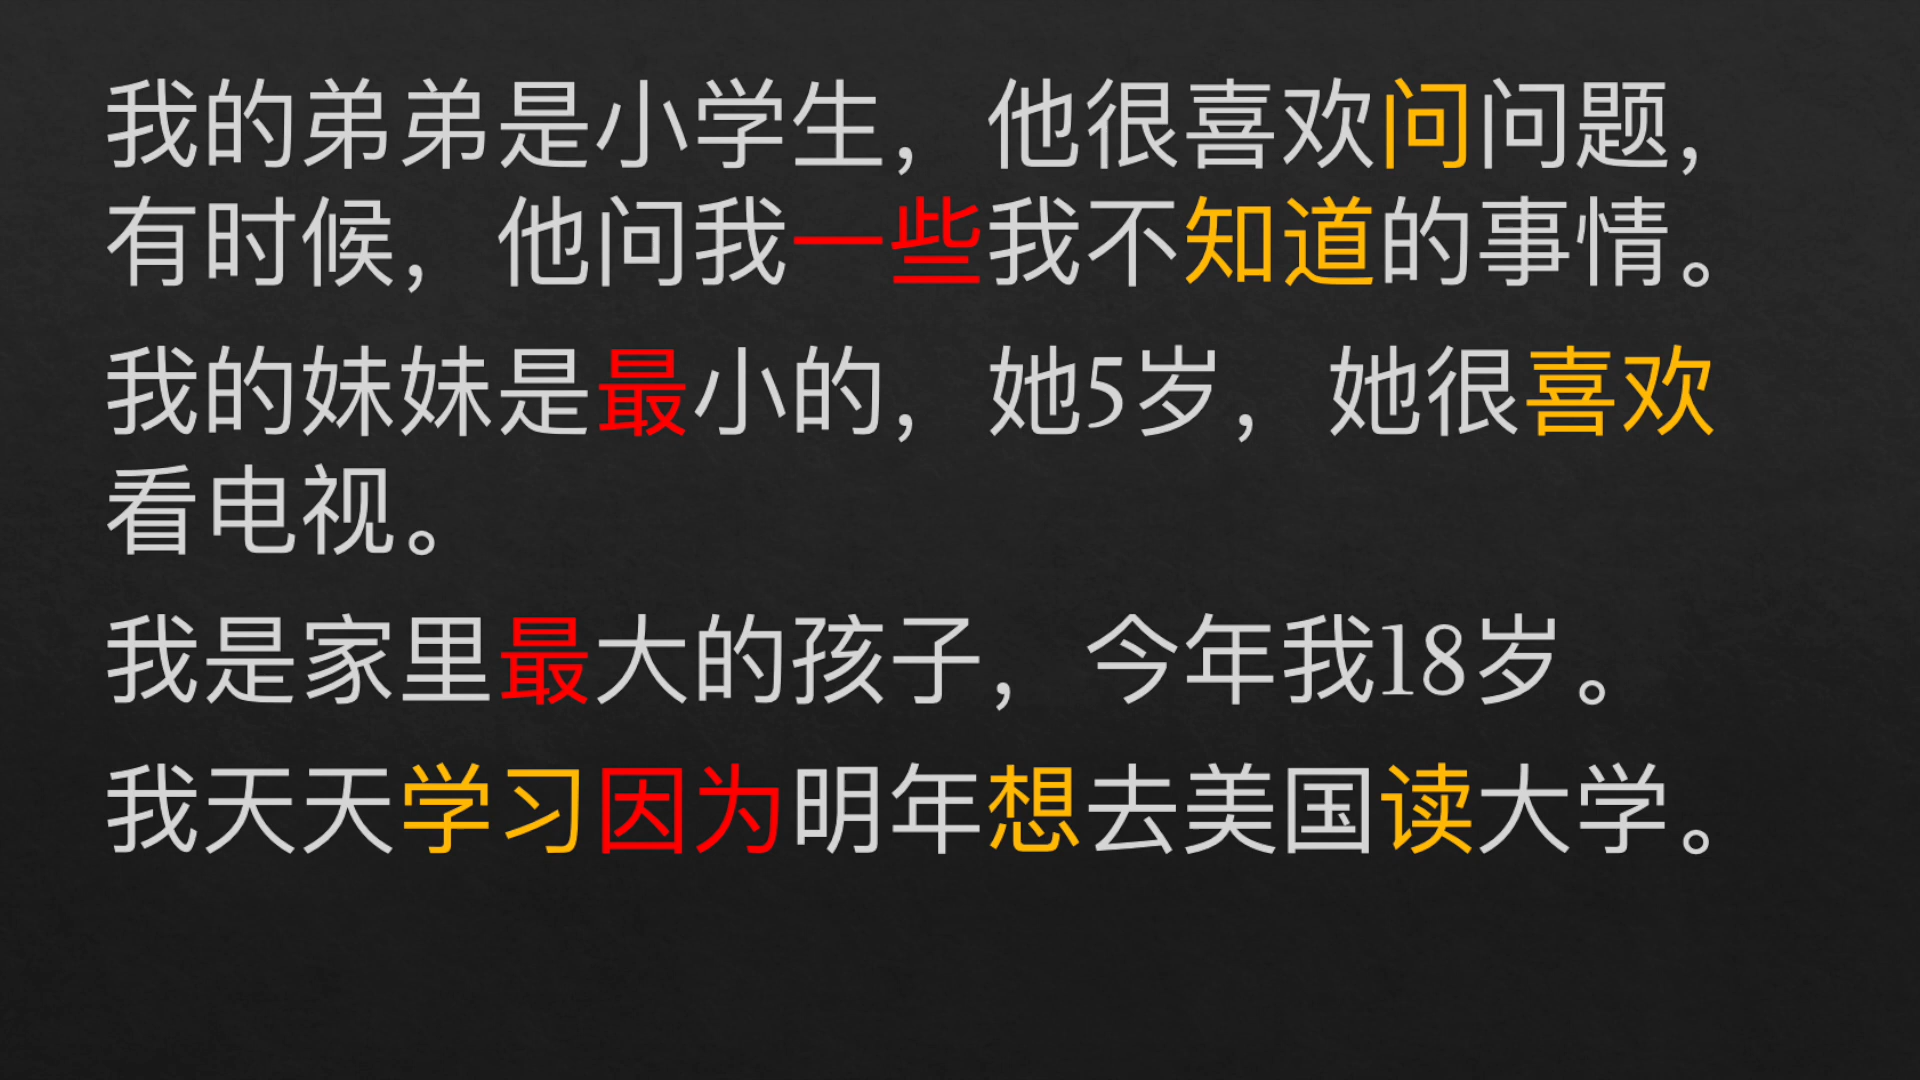 我的弟弟是小学生，他很喜欢问问题，
有时候，他问我一些我不知道的事情。
我的妹妹是最小的，她5岁，她很喜欢
看电视。
我是家里最大的孩子，今年我18岁。
我天天学习因为明年想去美国读大学。